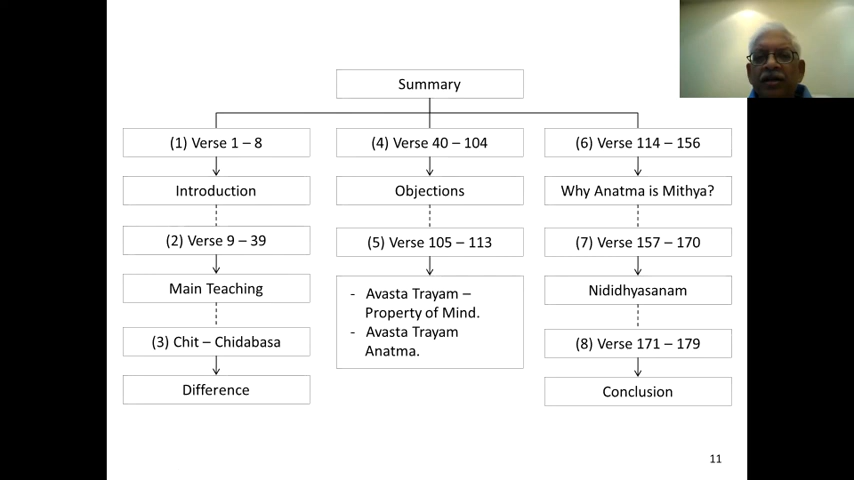 Summary
(1) Verse 1 – 8
Introduction
(2) Verse 9 – 39
Main Teaching
(3) Chit – Chidabasa
Difference
(4) Verse 40 – 104
Objections
(5) Verse 105 – 113
- Avasta Trayam –
Property of Mind.
- Avasta Trayam
Anatma.
(6) Verse 114 – 156
Why Anatma is Mithya?
(7) Verse 157 – 170
Nididhyasanam
(8) Verse 171 – 179
Conclusion
11